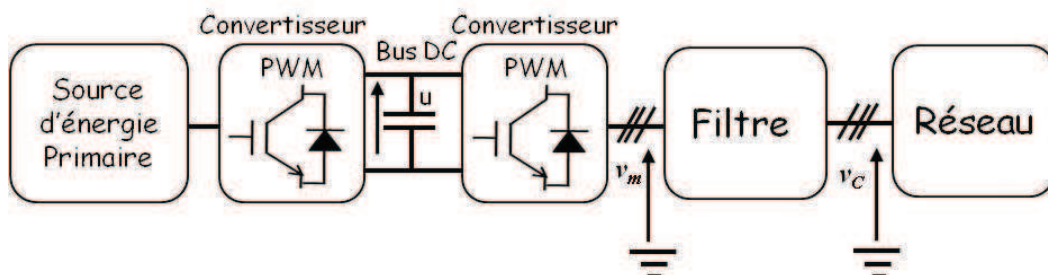 Source
d'énergie
Primaire
Convertisseur
PWM
Bus DC
u
Convertisseur
PWM
v_m
Filtre
v_C
Réseau